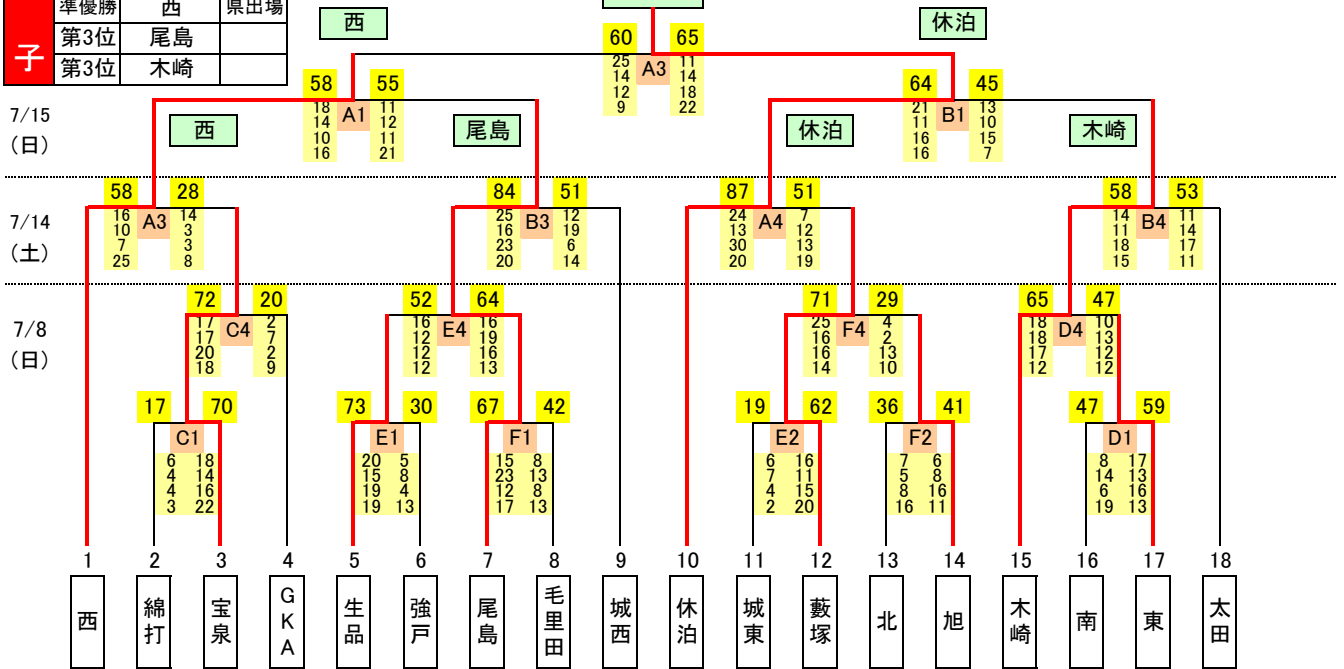 準優勝 西 県出場
第3位 尾島
子 第3位 木崎
西 休泊
60 65
25 11
14 A3 14
12 18
9 22
7/15
(日)
58 55
18 11
14 A1 12
10 11
16 21
64 45
21 13
11 B1 10
16 15
16 7
西 尾島 休泊 木崎
7/14
(土)
58 28
16 14
10 A3 3
7 3
25 8
84 51
25 12
16 B3 19
23 6
20 14
87 51
24 7
13 A4 12
30 13
20 19
58 53
14 11
11 B4 14
18 17
15 11
7/8
(日)
72 20
17 2
17 C4 7
20 2
18 9
52 64
16 16
12 E4 19
12 16
12 13
71 29
25 4
16 F4 2
16 13
14 10
65 47
18 10
18 D4 13
17 12
12 12
17 70
C1
6 18
4 14
4 16
3 22
73 30
E1
20 5
15 8
19 4
19 13
67 42
F1
15 8
23 13
12 8
17 13
19 62
E2
6 16
7 11
4 15
2 20
36 41
F2
7 6
5 8
8 16
16 11
47 59
D1
8 17
14 13
6 16
19 13
1 2 3 4 5 6 7 8 9 10 11 12 13 14 15 16 17 18
西
綿打
宝泉
GKA
生品
強戸
尾島
毛里田
城西
休泊
城東
藪塚
北
旭
木崎
南
東
太田